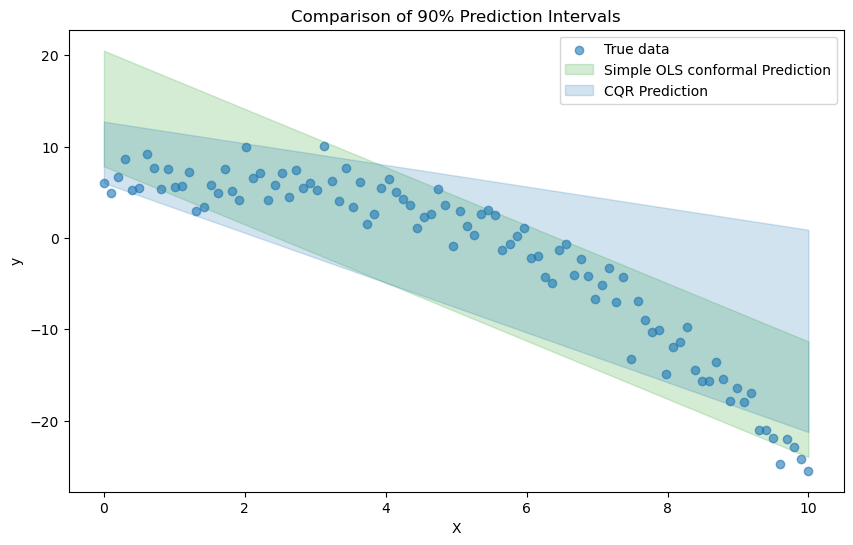 Comparison of 90% Prediction Intervals
True data
Simple OLS conformal Prediction
CQR Prediction
20
10
0
−10
−20
y
0 2 4 6 8 10
X